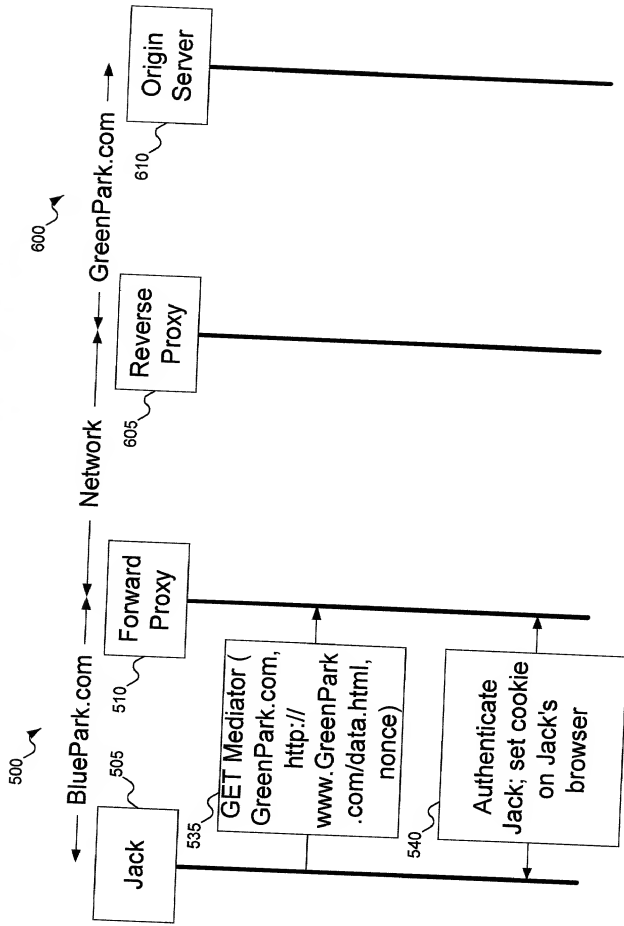 500
600
BluePark.com
Network
GreenPark.com
505
Jack
510
Forward
Proxy
605
Reverse
Proxy
610
Origin
Server
535
GET Mediator (
GreenPark.com,
http://
www.GreenPark
.com/data.html,
nonce)
540
Authenticate
Jack; set cookie
on Jack's
browser